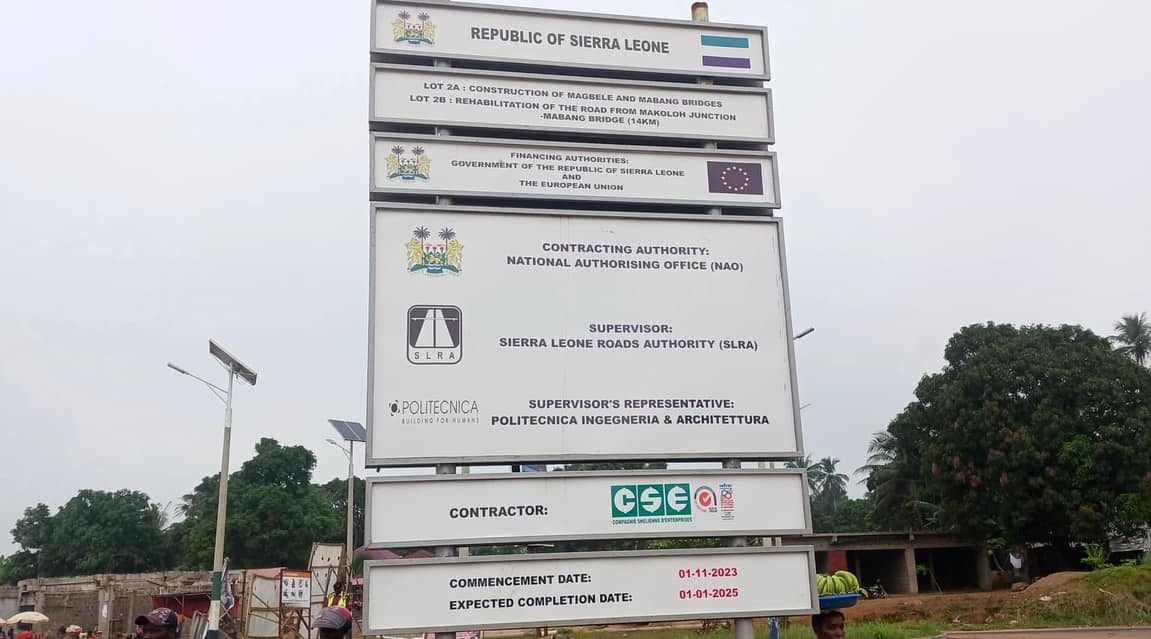 REPUBLIC OF SIERRA LEONE
LOT 2A : CONSTRUCTION OF MAGBELE AND MABANG BRIDGES
LOT 2B : REHABILITATION OF THE ROAD FROM MAKOLOH JUNCTION
-MABANG BRIDGE (14KM)
FINANCING AUTHORITIES:
GOVERNMENT OF THE REPUBLIC OF SIERRA LEONE
AND
THE EUROPEAN UNION
CONTRACTING AUTHORITY:
NATIONAL AUTHORISING OFFICE (NAO)
SLRA
SUPERVISOR:
SIERRA LEONE ROADS AUTHORITY (SLRA)
POLITECNICA
BUILDING FOR HUMANS
SUPERVISOR'S REPRESENTATIVE:
POLITECNICA INGEGNERIA & ARCHITETTURA
CONTRACTOR:
CSE
COMPAGNIE SAHELIENNE D'ENTREPRISES
COMMENCEMENT DATE: 01-11-2023
EXPECTED COMPLETION DATE: 01-01-2025